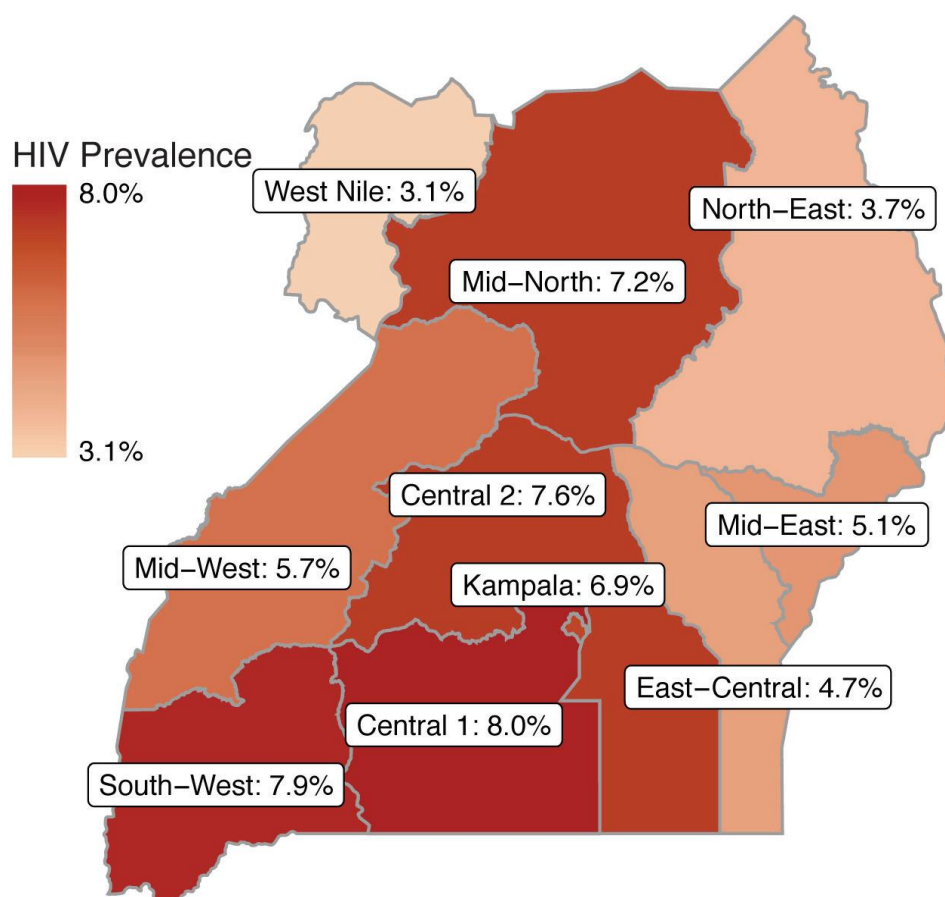 HIV Prevalence
8.0%
3.1%
West Nile: 3.1%
North−East: 3.7%
Mid−North: 7.2%
Central 2: 7.6%
Mid−East: 5.1%
Mid−West: 5.7%
Kampala: 6.9%
East−Central: 4.7%
Central 1: 8.0%
South−West: 7.9%